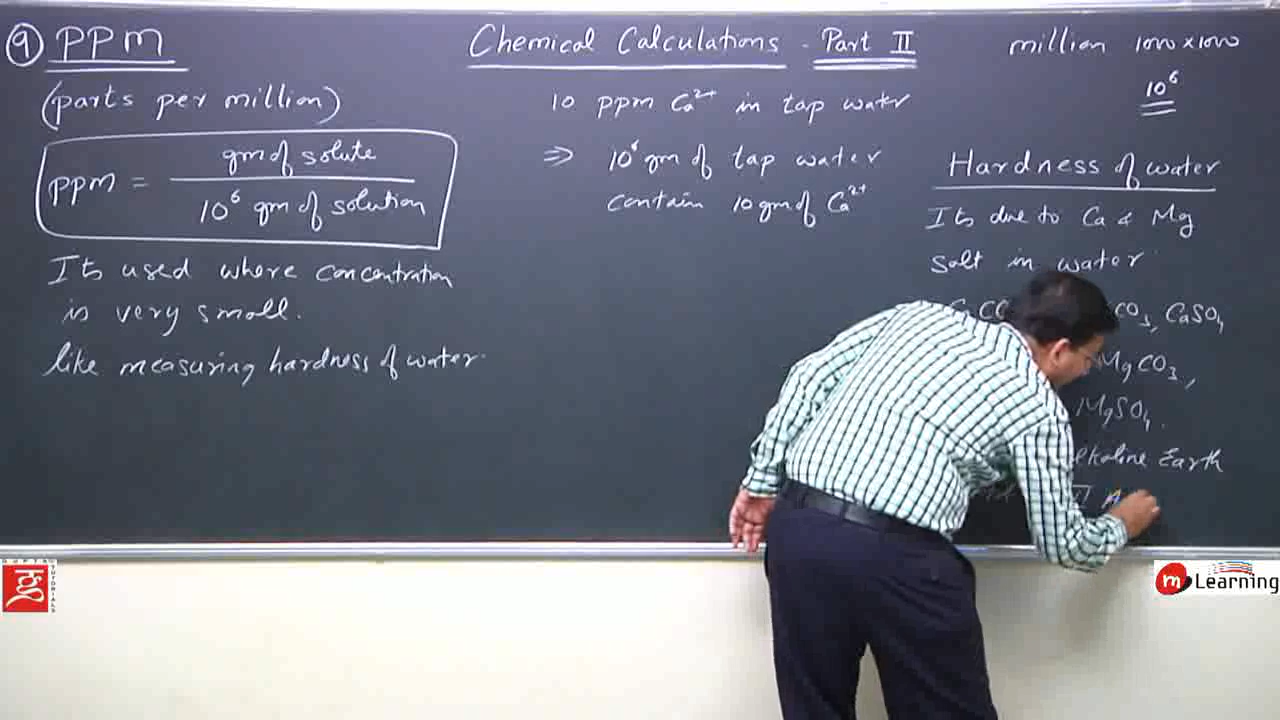 9 PPm
(parts per million)
ppm = gm of solute
10⁶ gm of solution
Its used where concentration
is very small.
like measuring hardness of water.
Chemical Calculations - Part II
10 ppm Ca²⁺ in tap water
⇒ 10⁶ gm of tap water
contain 10 gm of Ca²⁺
million 1000 x 1000
10⁶
Hardness of water
Its due to Ca & Mg
salt in water
CO₃, CaSO₄
MgCO₃,
MgSO₄.
Earth
II
GUPTA TUTORIALS
m Learning